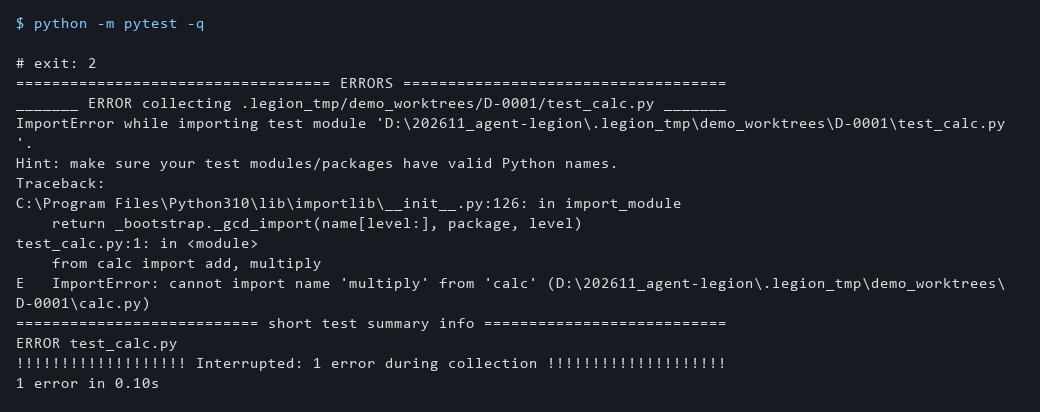 $ python -m pytest -q
# exit: 2
=================================== ERRORS ====================================
_______ ERROR collecting .legion_tmp/demo_worktrees/D-0001/test_calc.py _______
ImportError while importing test module 'D:\202611_agent-legion\.legion_tmp\demo_worktrees\D-0001\test_calc.py
'.
Hint: make sure your test modules/packages have valid Python names.
Traceback:
C:\Program Files\Python310\lib\importlib\__init__.py:126: in import_module
    return _bootstrap._gcd_import(name[level:], package, level)
test_calc.py:1: in <module>
    from calc import add, multiply
E   ImportError: cannot import name 'multiply' from 'calc' (D:\202611_agent-legion\.legion_tmp\demo_worktrees\
D-0001\calc.py)
=========================== short test summary info ===========================
ERROR test_calc.py
!!!!!!!!!!!!!!!!!!! Interrupted: 1 error during collection !!!!!!!!!!!!!!!!!!!!
1 error in 0.10s